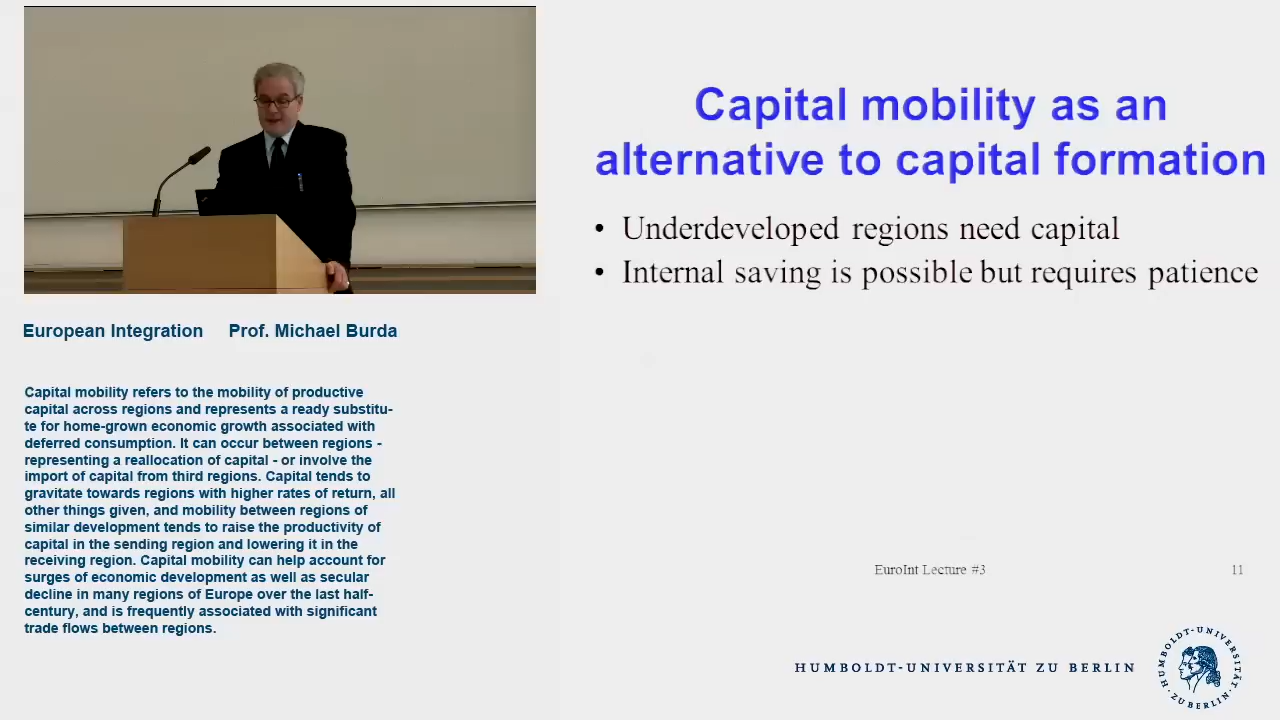 Capital mobility as an
alternative to capital formation
• Underdeveloped regions need capital
• Internal saving is possible but requires patience
European Integration Prof. Michael Burda
Capital mobility refers to the mobility of productive
capital across regions and represents a ready substitu-
te for home-grown economic growth associated with
deferred consumption. It can occur between regions -
representing a reallocation of capital - or involve the
import of capital from third regions. Capital tends to
gravitate towards regions with higher rates of return, all
other things given, and mobility between regions of
similar development tends to raise the productivity of
capital in the sending region and lowering it in the
receiving region. Capital mobility can help account for
surges of economic development as well as secular
decline in many regions of Europe over the last half-
century, and is frequently associated with significant
trade flows between regions.
EuroInt Lecture #3 11
HUMBOLDT-UNIVERSITÄT ZU BERLIN
HUMBOLDT-UNIVERSITÄT ZU BERLIN